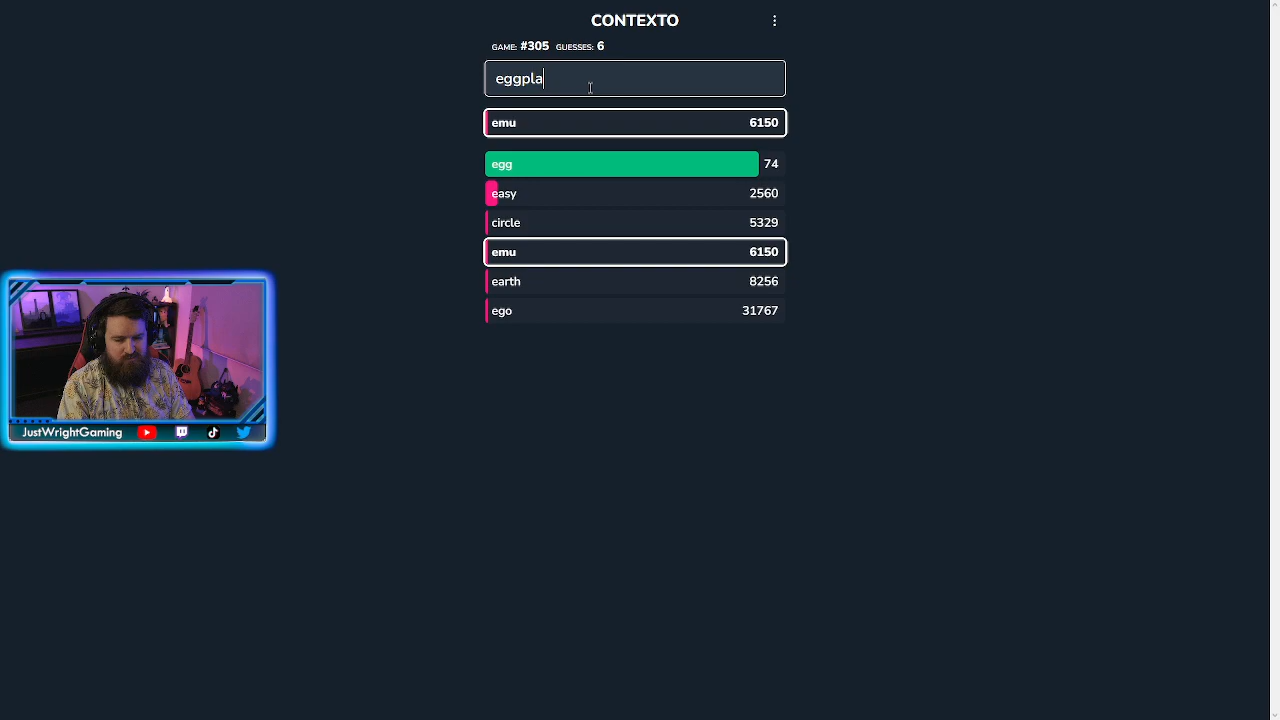 CONTEXTO
GAME: #305 GUESSES: 6
eggpla
emu 6150
egg 74
easy 2560
circle 5329
emu 6150
earth 8256
ego 31767
JustWrightGaming